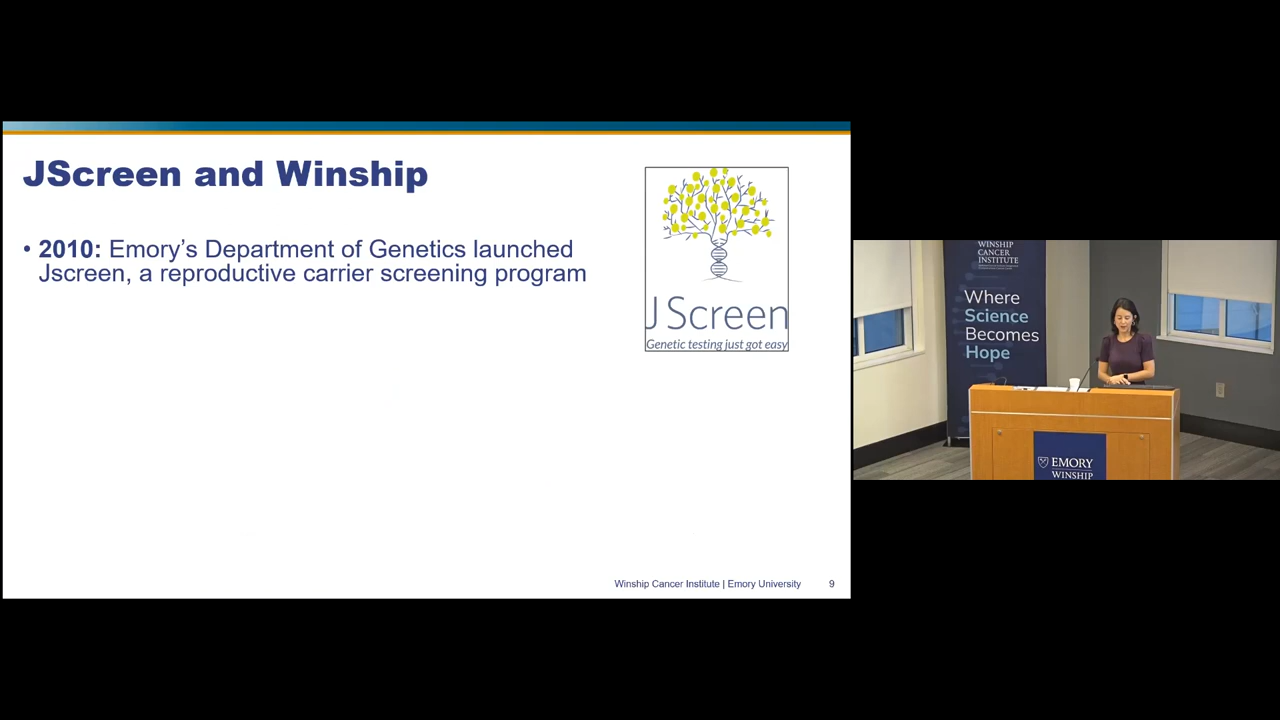 JScreen and Winship
• 2010: Emory’s Department of Genetics launched
Jscreen, a reproductive carrier screening program
J Screen
Genetic testing just got easy
Winship Cancer Institute | Emory University
9
WINSHIP
CANCER
INSTITUTE
Where
Science
Becomes
Hope
EMORY
WINSHIP